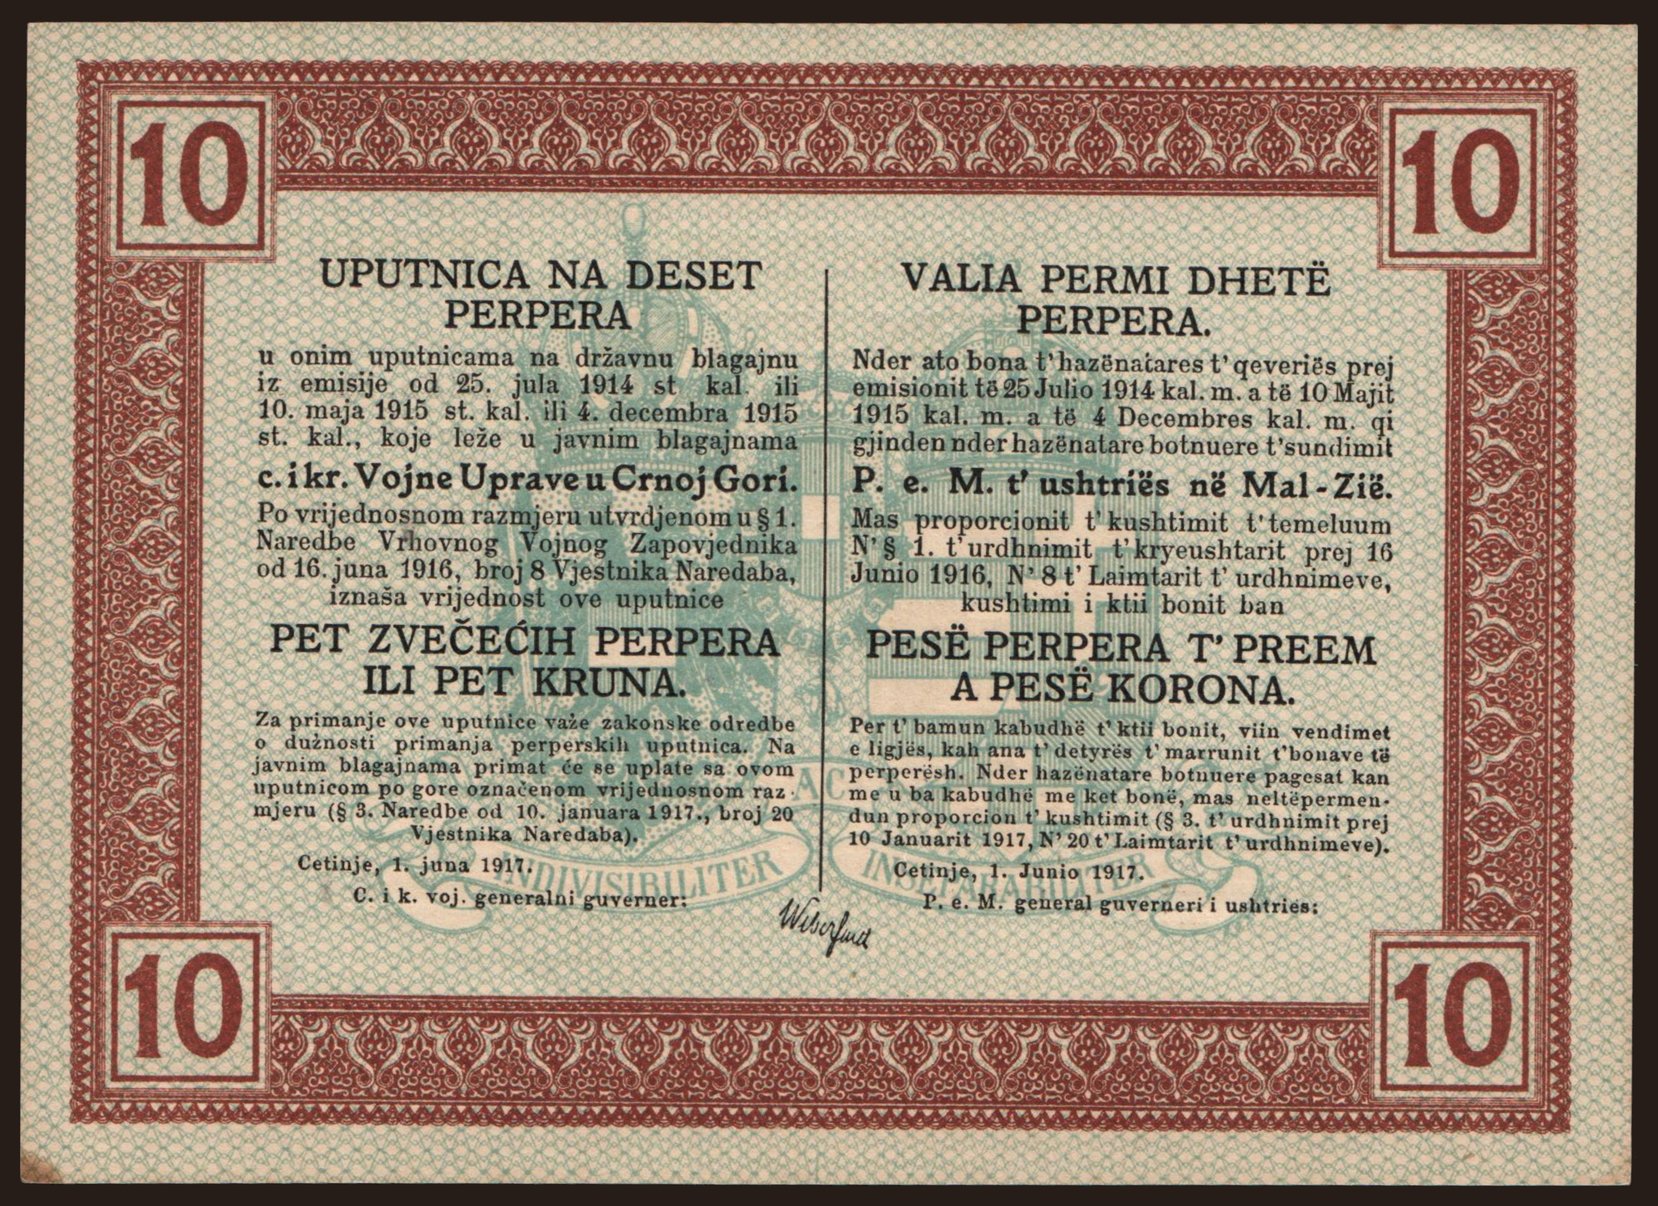 10
10
UPUTNICA NA DESET
PERPERA
u onim uputnicama na državnu blagajnu
iz emisije od 25. jula 1914 st kal. ili
10. maja 1915 st. kal. ili 4. decembra 1915
st. kal., koje leže u javnim blagajnama
c. i kr. Vojne Uprave u Crnoj Gori.
Po vrijednosnom razmjeru utvrdjenom u § 1.
Naredbe Vrhovnog Vojnog Zapovjednika
od 16. juna 1916, broj 8 Vjestnika Naredaba,
iznaša vrijednost ove uputnice
PET ZVEČEĆIH PERPERA
ILI PET KRUNA.
Za primanje ove uputnice važe zakonske odredbe
o dužnosti primanja perperskih uputnica. Na
javnim blagajnama primat će se uplate sa ovom
uputnicom po gore označenom vrijednosnom raz-
mjeru (§ 3. Naredbe od 10. januara 1917., broj 20
Vjestnika Naredaba).
Cetinje, 1. juna 1917.
C. i k. voj. generalni guverner:
VALIA PERMI DHETË
PERPERA.
Nder ato bona t' hazënatares t' qeveriës prej
emisionit të 25 Julio 1914 kal. m. a të 10 Majit
1915 kal. m. a të 4 Decembres kal. m. qi
gjinden nder hazënatare botnuere t' sundimit
P. e. M. t' ushtriës në Mal-Zië.
Mas proporcionit t' kushtimit t' temeluum
N' § 1. t' urdhnimit t' kryeushtarit prej 16
Junio 1916, N' 8 t' Laimtarit t' urdhnimeve,
kushtimi i ktii bonit ban
PESË PERPERA T' PREEM
A PESË KORONA.
Per t' bamun kabudhë t' ktii bonit, viin vendimet
e ligjës, kah ana t' detyrës t' marrunit t' bonave të
perperësh. Nder hazënatare botnuere pagesat kan
me u ba kabudhë me ket bonë, mas neltëpermen-
dun proporcion t' kushtimit (§ 3. t' urdhnimit prej
10 Januarit 1917, N' 20 t' Laimtarit t' urdhnimeve).
Cetinje, 1. Junio 1917.
P. e. M. general guverneri i ushtries:
INDIVISIBILITER AC INSEPARABILITER
10
10